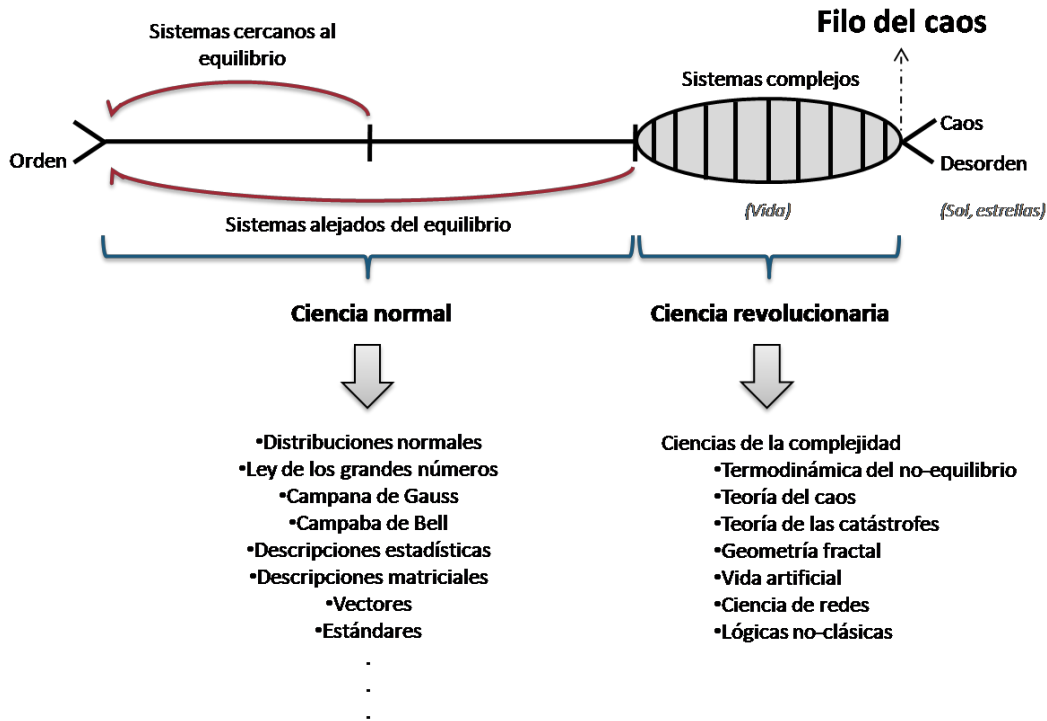 Filo del caos
Sistemas cercanos al
equilibrio
Sistemas complejos
Orden
Caos
Desorden
(Vida)
(Sol, estrellas)
Sistemas alejados del equilibrio
Ciencia normal
•Distribuciones normales
•Ley de los grandes números
•Campana de Gauss
•Campaba de Bell
•Descripciones estadísticas
•Descripciones matriciales
•Vectores
•Estándares
.
.
.
Ciencia revolucionaria
Ciencias de la complejidad
•Termodinámica del no-equilibrio
•Teoría del caos
•Teoría de las catástrofes
•Geometría fractal
•Vida artificial
•Ciencia de redes
•Lógicas no-clásicas